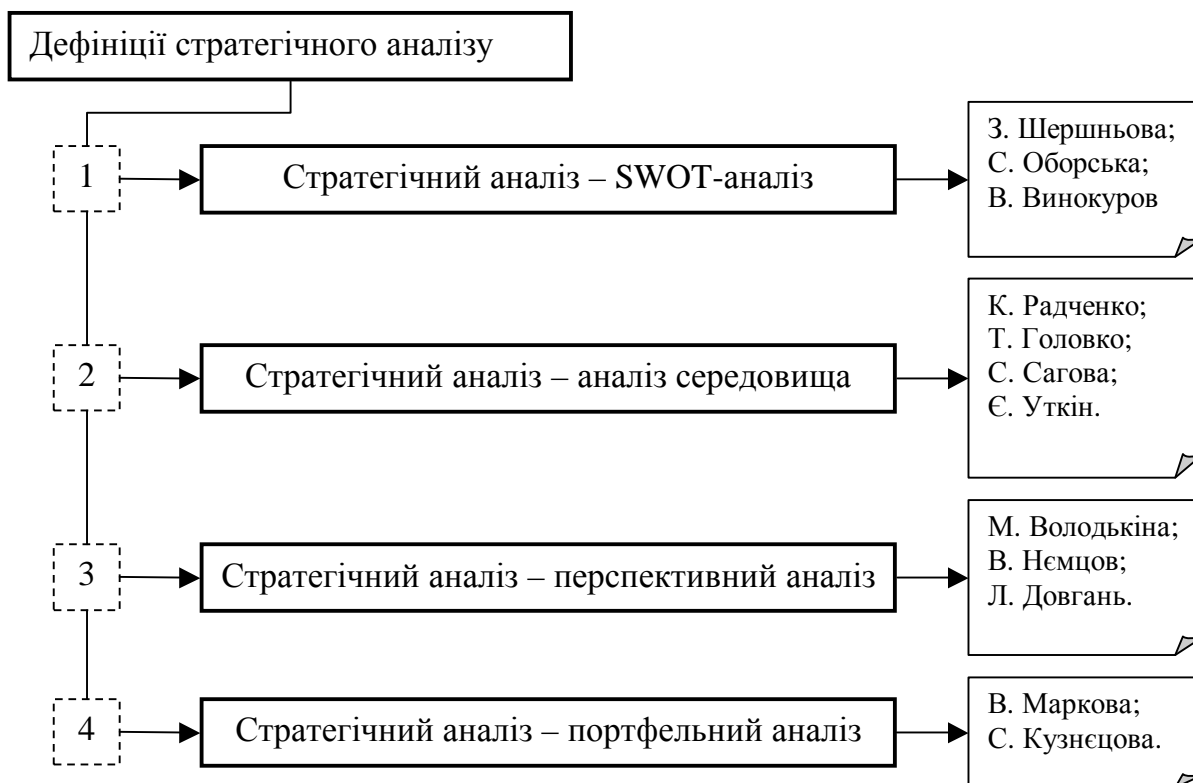 Дефініції стратегічного аналізу
1
Стратегічний аналіз – SWOT-аналіз
З. Шершньова;
С. Оборська;
В. Винокуров
2
Стратегічний аналіз – аналіз середовища
К. Радченко;
Т. Головко;
С. Сагова;
Є. Уткін.
3
Стратегічний аналіз – перспективний аналіз
М. Володькіна;
В. Нємцов;
Л. Довгань.
4
Стратегічний аналіз – портфельний аналіз
В. Маркова;
С. Кузнєцова.